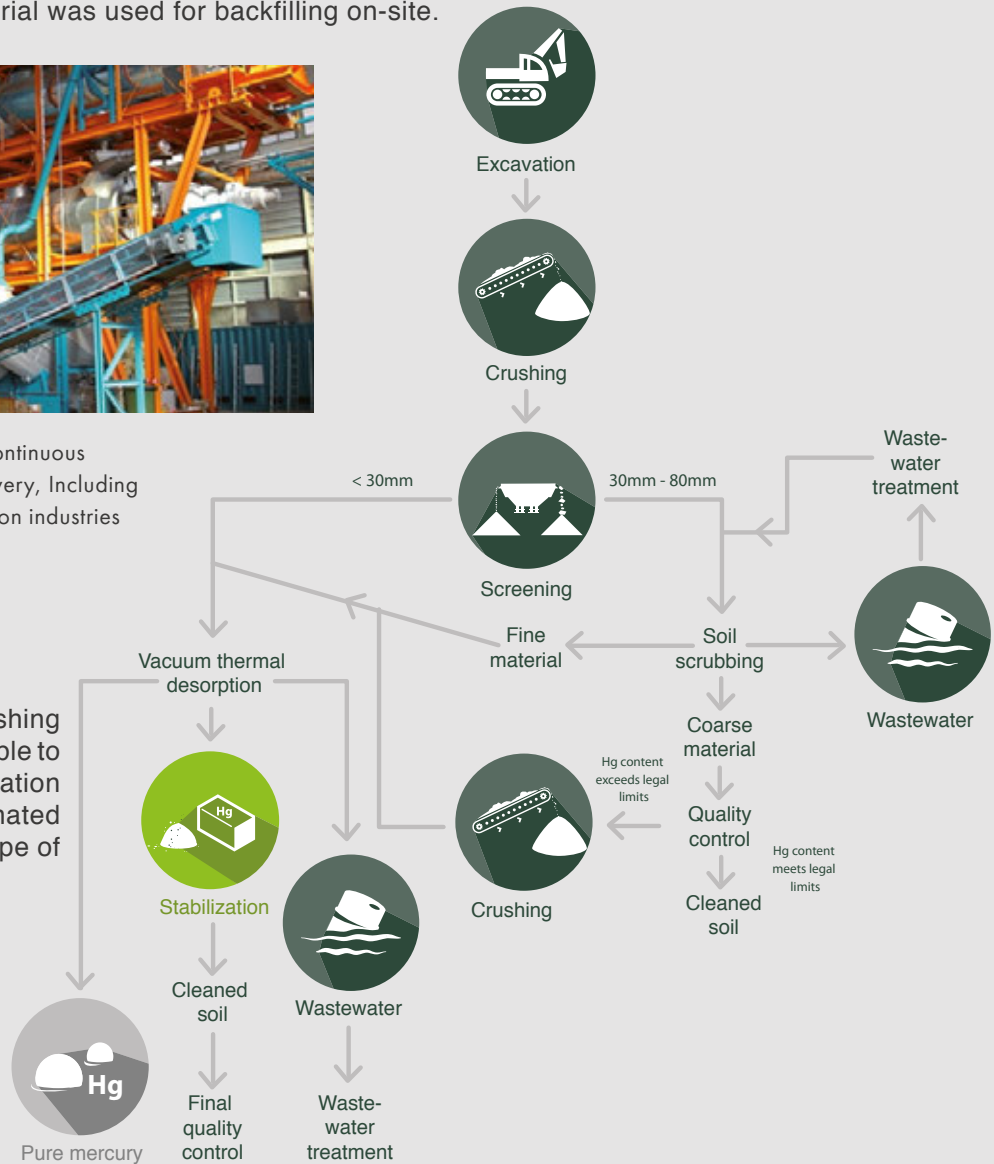 was used for backfilling on-site.
Excavation
Crushing
ontinuous
very, Including
on industries
< 30mm
30mm - 80mm
Waste-
water
treatment
Screening
Fine
material
Soil
scrubbing
Wastewater
Vacuum thermal
desorption
Coarse
material
Hg content
exceeds legal
limits
Quality
control
Hg content
meets legal
limits
Cleaned
soil
Crushing
shing
ble to
ation
nated
pe of
Hg
Stabilization
Cleaned
soil
Final
quality
control
Wastewater
Waste-
water
treatment
Hg
Pure mercury